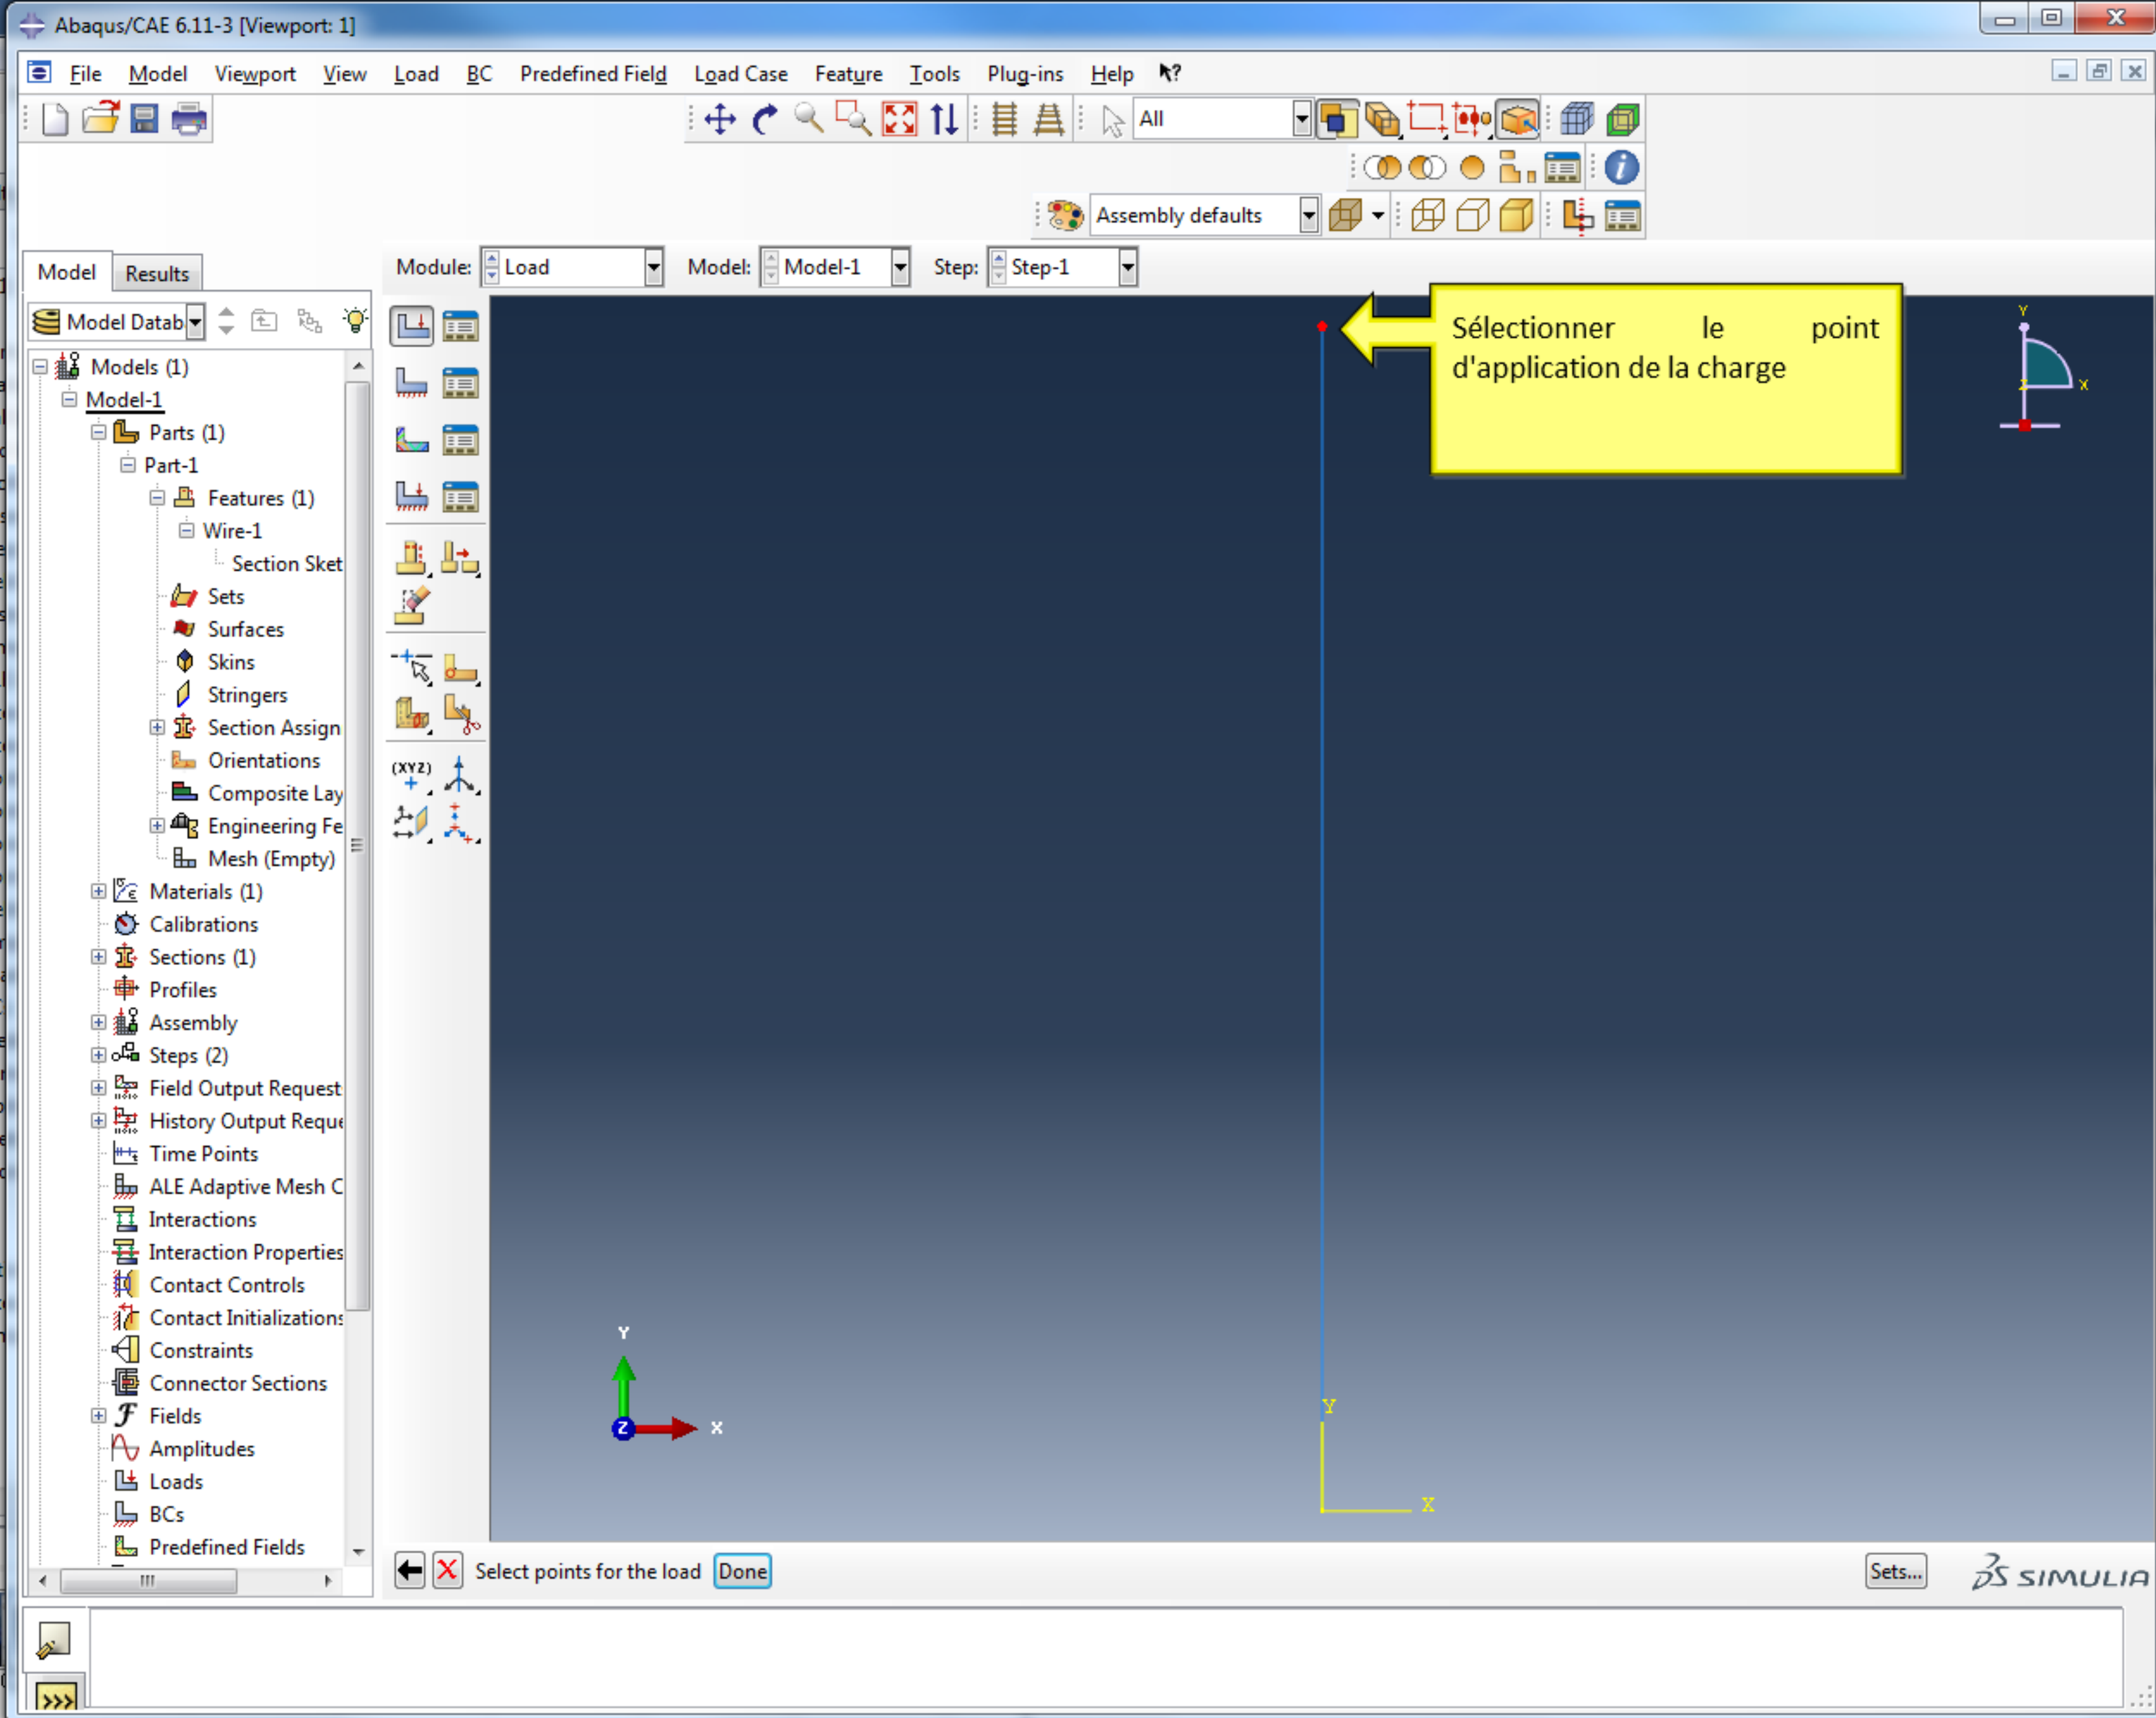 Abaqus/CAE 6.11-3 [Viewport: 1]
File Model Viewport View Load BC Predefined Field Load Case Feature Tools Plug-ins Help ?
All
Assembly defaults
Model Results
Module: Load Model: Model-1 Step: Step-1
Model Datab
Models (1)
Model-1
Parts (1)
Part-1
Features (1)
Wire-1
Section Sket
Sets
Surfaces
Skins
Stringers
Section Assign
Orientations
Composite Lay
Engineering Fe
Mesh (Empty)
Materials (1)
Calibrations
Sections (1)
Profiles
Assembly
Steps (2)
Field Output Request
History Output Reque
Time Points
ALE Adaptive Mesh C
Interactions
Interaction Properties
Contact Controls
Contact Initializations
Constraints
Connector Sections
Fields
Amplitudes
Loads
BCs
Predefined Fields
(XYZ)
Sélectionner le point
d'application de la charge
Y
X
Z
Y
Z
X
Y
X
Select points for the load Done
Sets...
SIMULIA
>>>